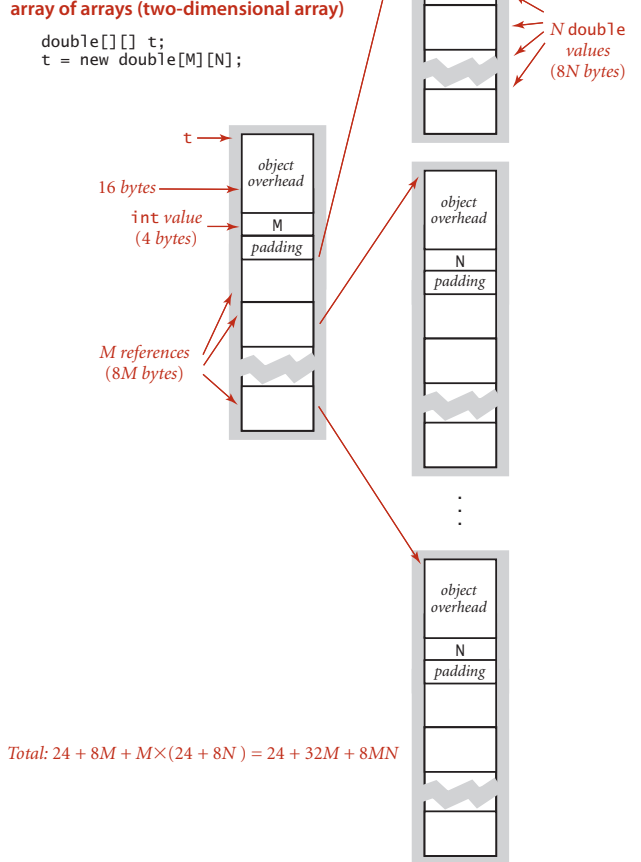 array of arrays (two-dimensional array)
double[][] t;
t = new double[M][N];
N double
values
(8N bytes)
t
object
overhead
16 bytes
int value
(4 bytes)
M
padding
M references
(8M bytes)
object
overhead
N
padding
.
.
.
object
overhead
N
padding
Total: 24 + 8M + M×(24 + 8N ) = 24 + 32M + 8MN